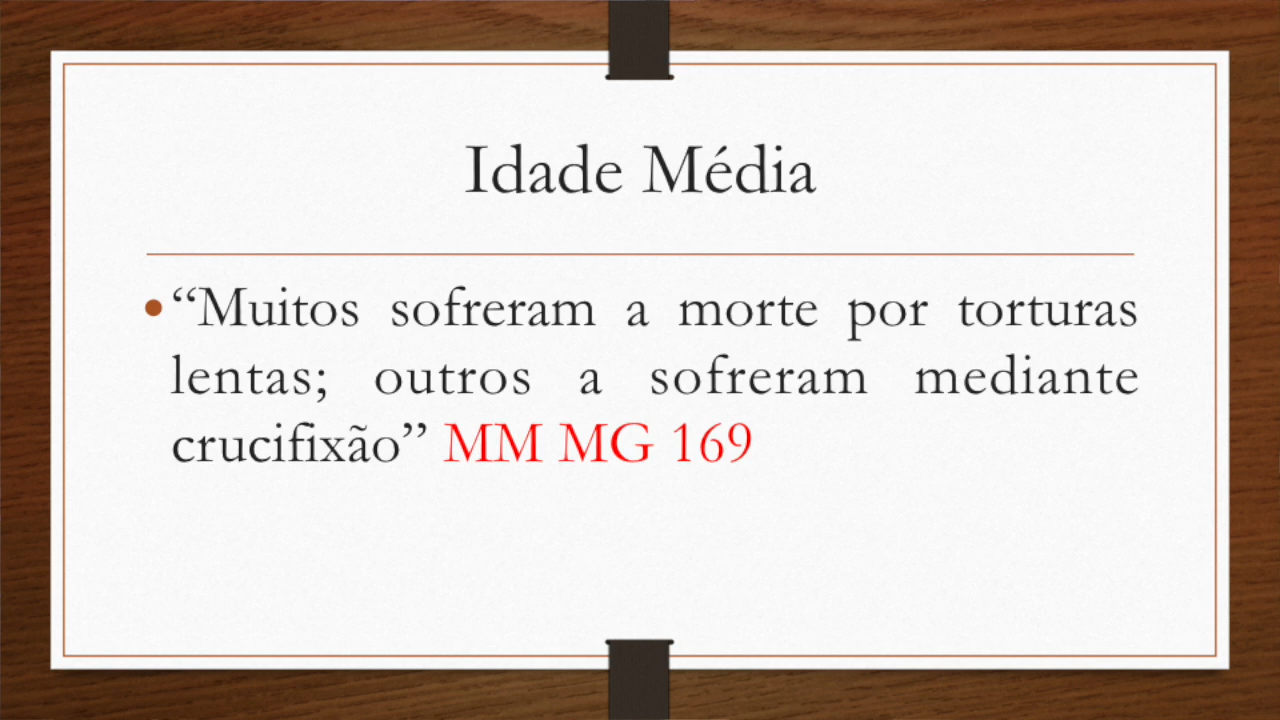 Idade Média
•“Muitos sofreram a morte por torturas
lentas; outros a sofreram mediante
crucifixão” MM MG 169